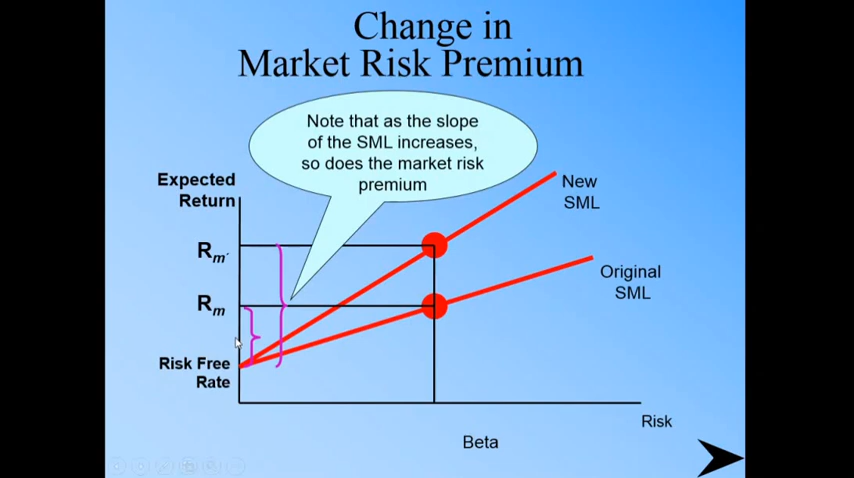 Change in
Market Risk Premium
Note that as the slope
of the SML increases,
so does the market risk
premium
Expected
Return
New
SML
Rm´
Original
SML
Rm
Risk Free
Rate
Risk
Beta